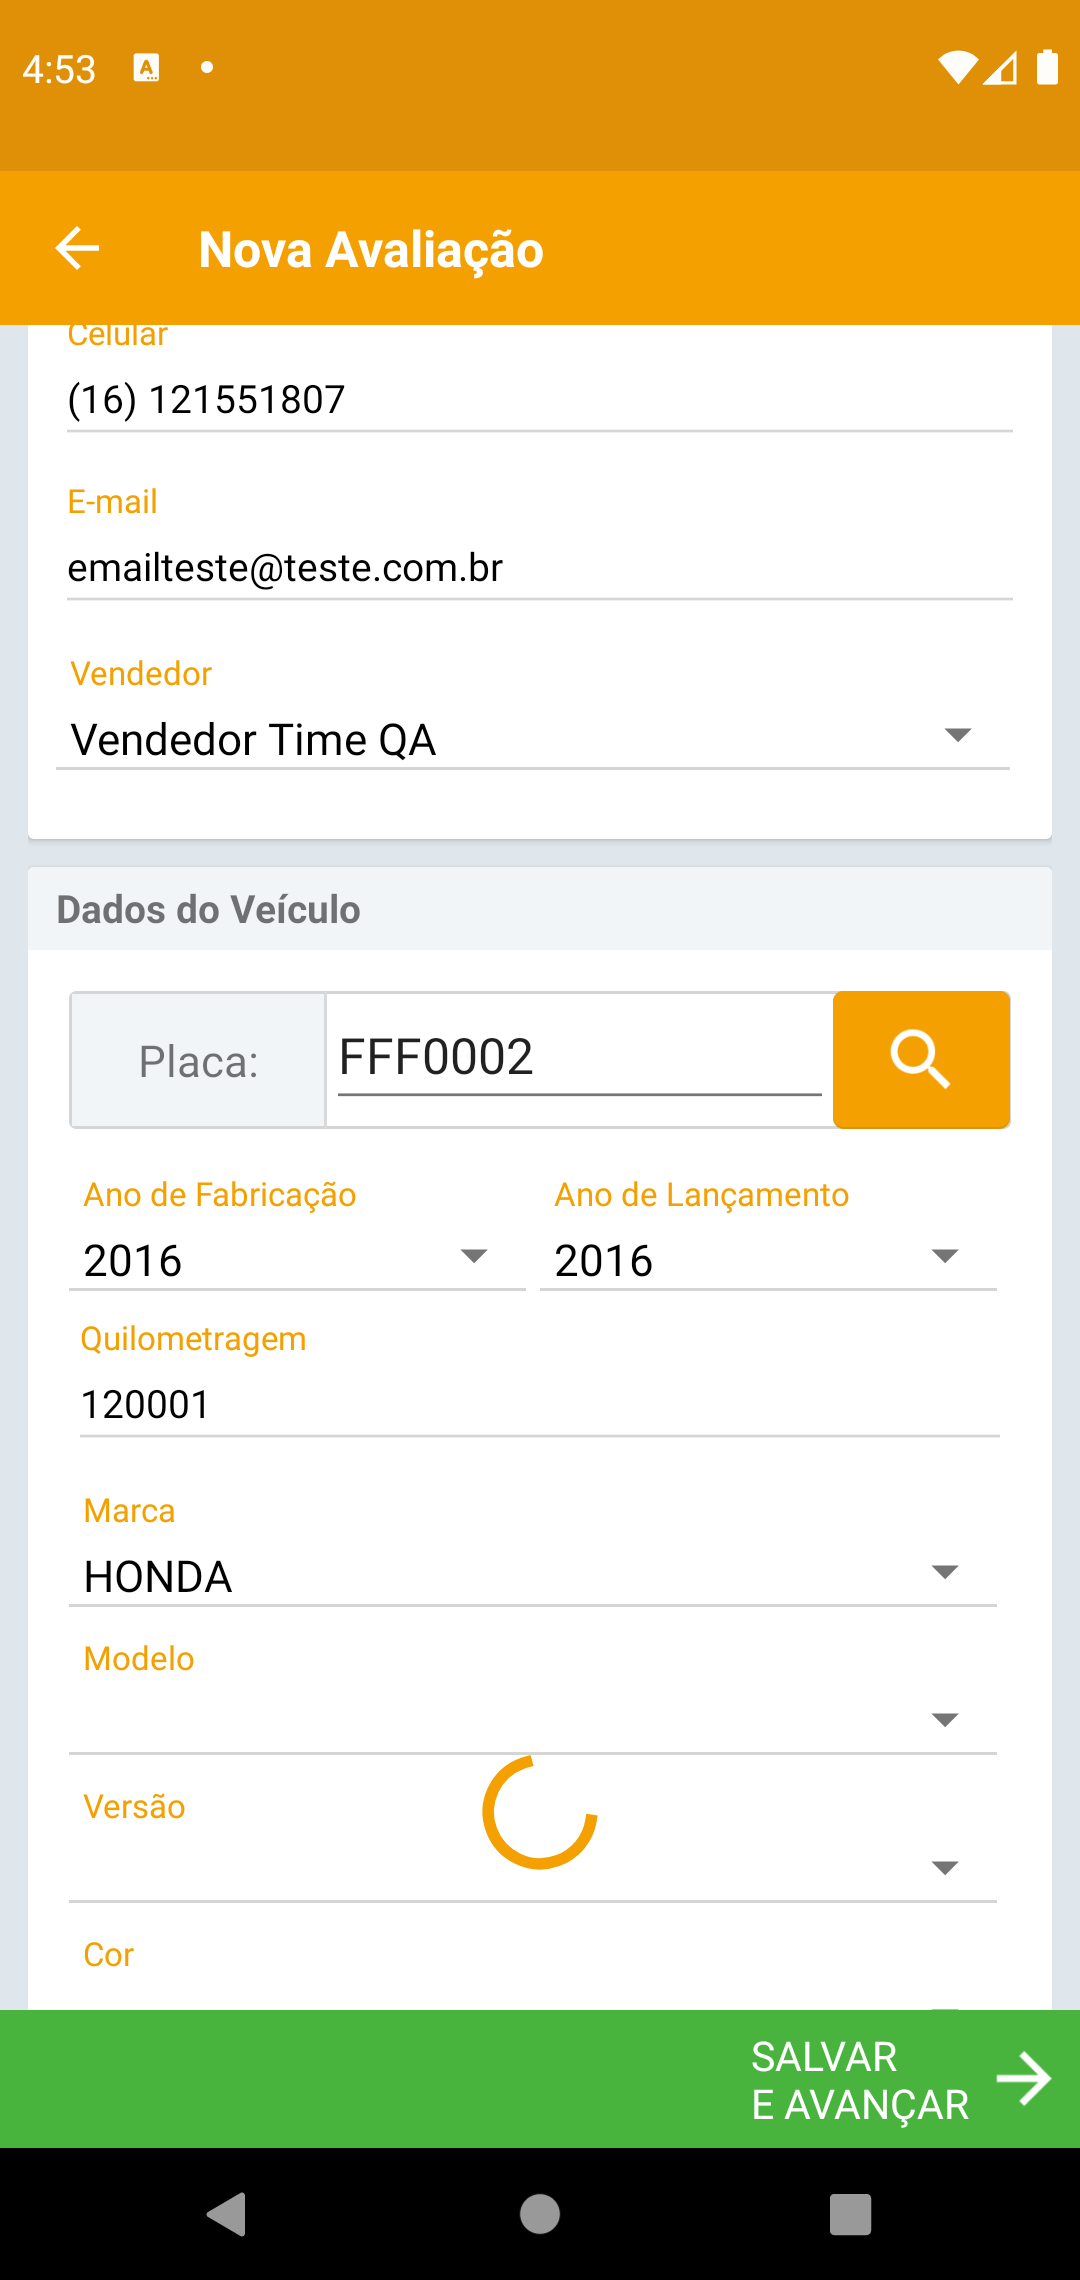 4:53
Nova Avaliação
Celular
(16) 121551807
E-mail
emailteste@teste.com.br
Vendedor
Vendedor Time QA
Dados do Veículo
Placa:
FFF0002
Ano de Fabricação
Ano de Lançamento
2016
2016
Quilometragem
120001
Marca
HONDA
Modelo
Versão
Cor
SALVAR
E AVANÇAR